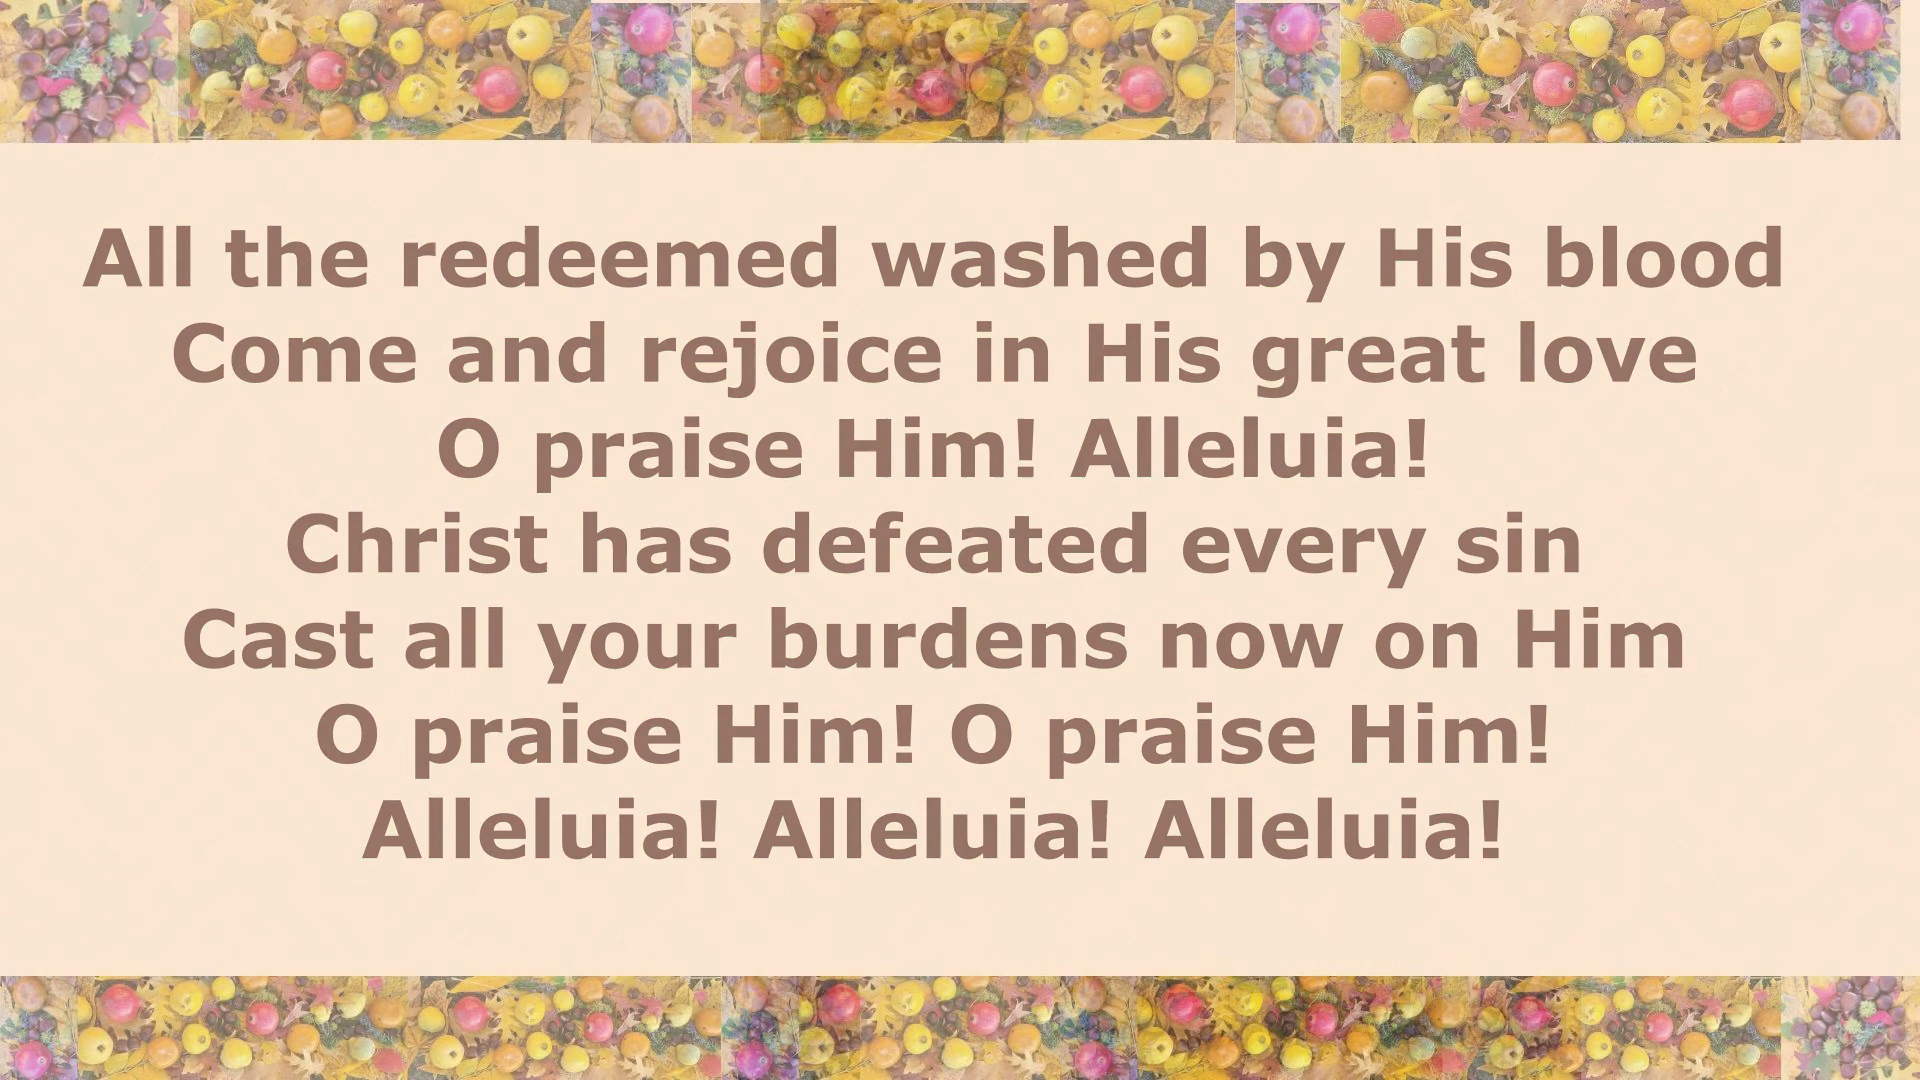 All the redeemed washed by His blood
Come and rejoice in His great love
O praise Him! Alleluia!
Christ has defeated every sin
Cast all your burdens now on Him
O praise Him! O praise Him!
Alleluia! Alleluia! Alleluia!